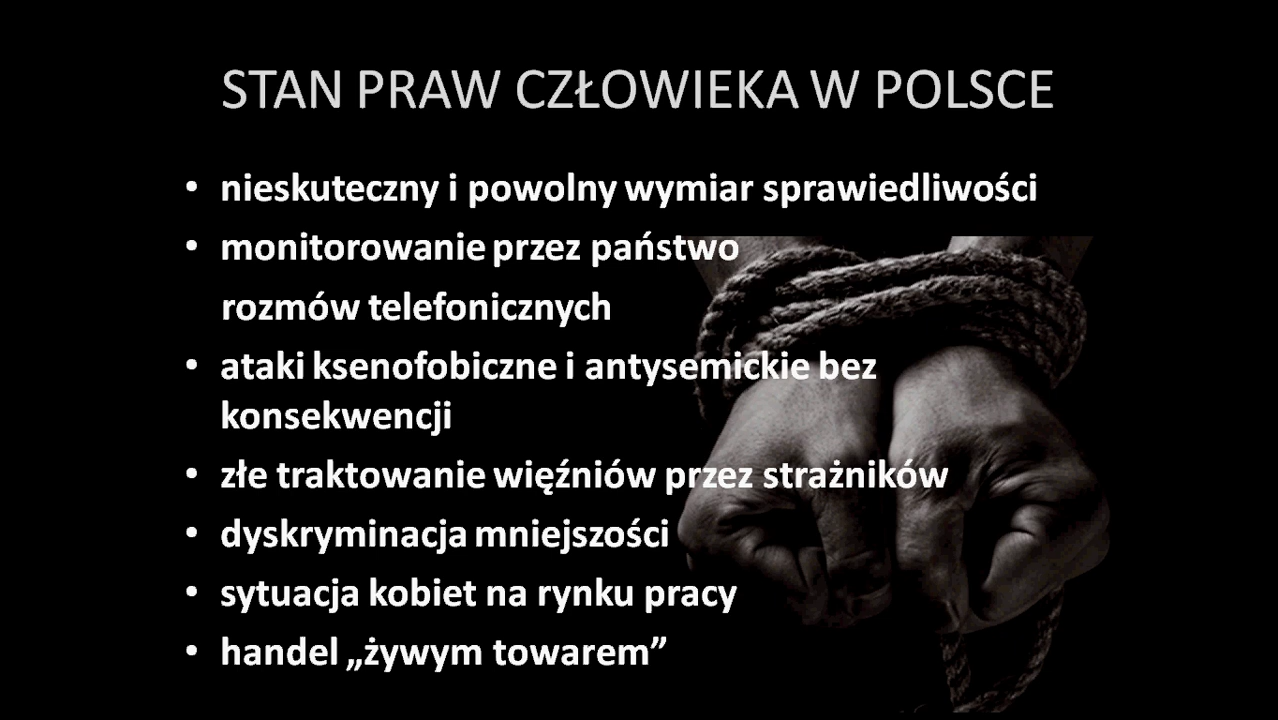 STAN PRAW CZŁOWIEKA W POLSCE
• nieskuteczny i powolny wymiar sprawiedliwości
• monitorowanie przez państwo
rozmów telefonicznych
• ataki ksenofobiczne i antysemickie bez
konsekwencji
• złe traktowanie więźniów przez strażników
• dyskryminacja mniejszości
• sytuacja kobiet na rynku pracy
• handel „żywym towarem”